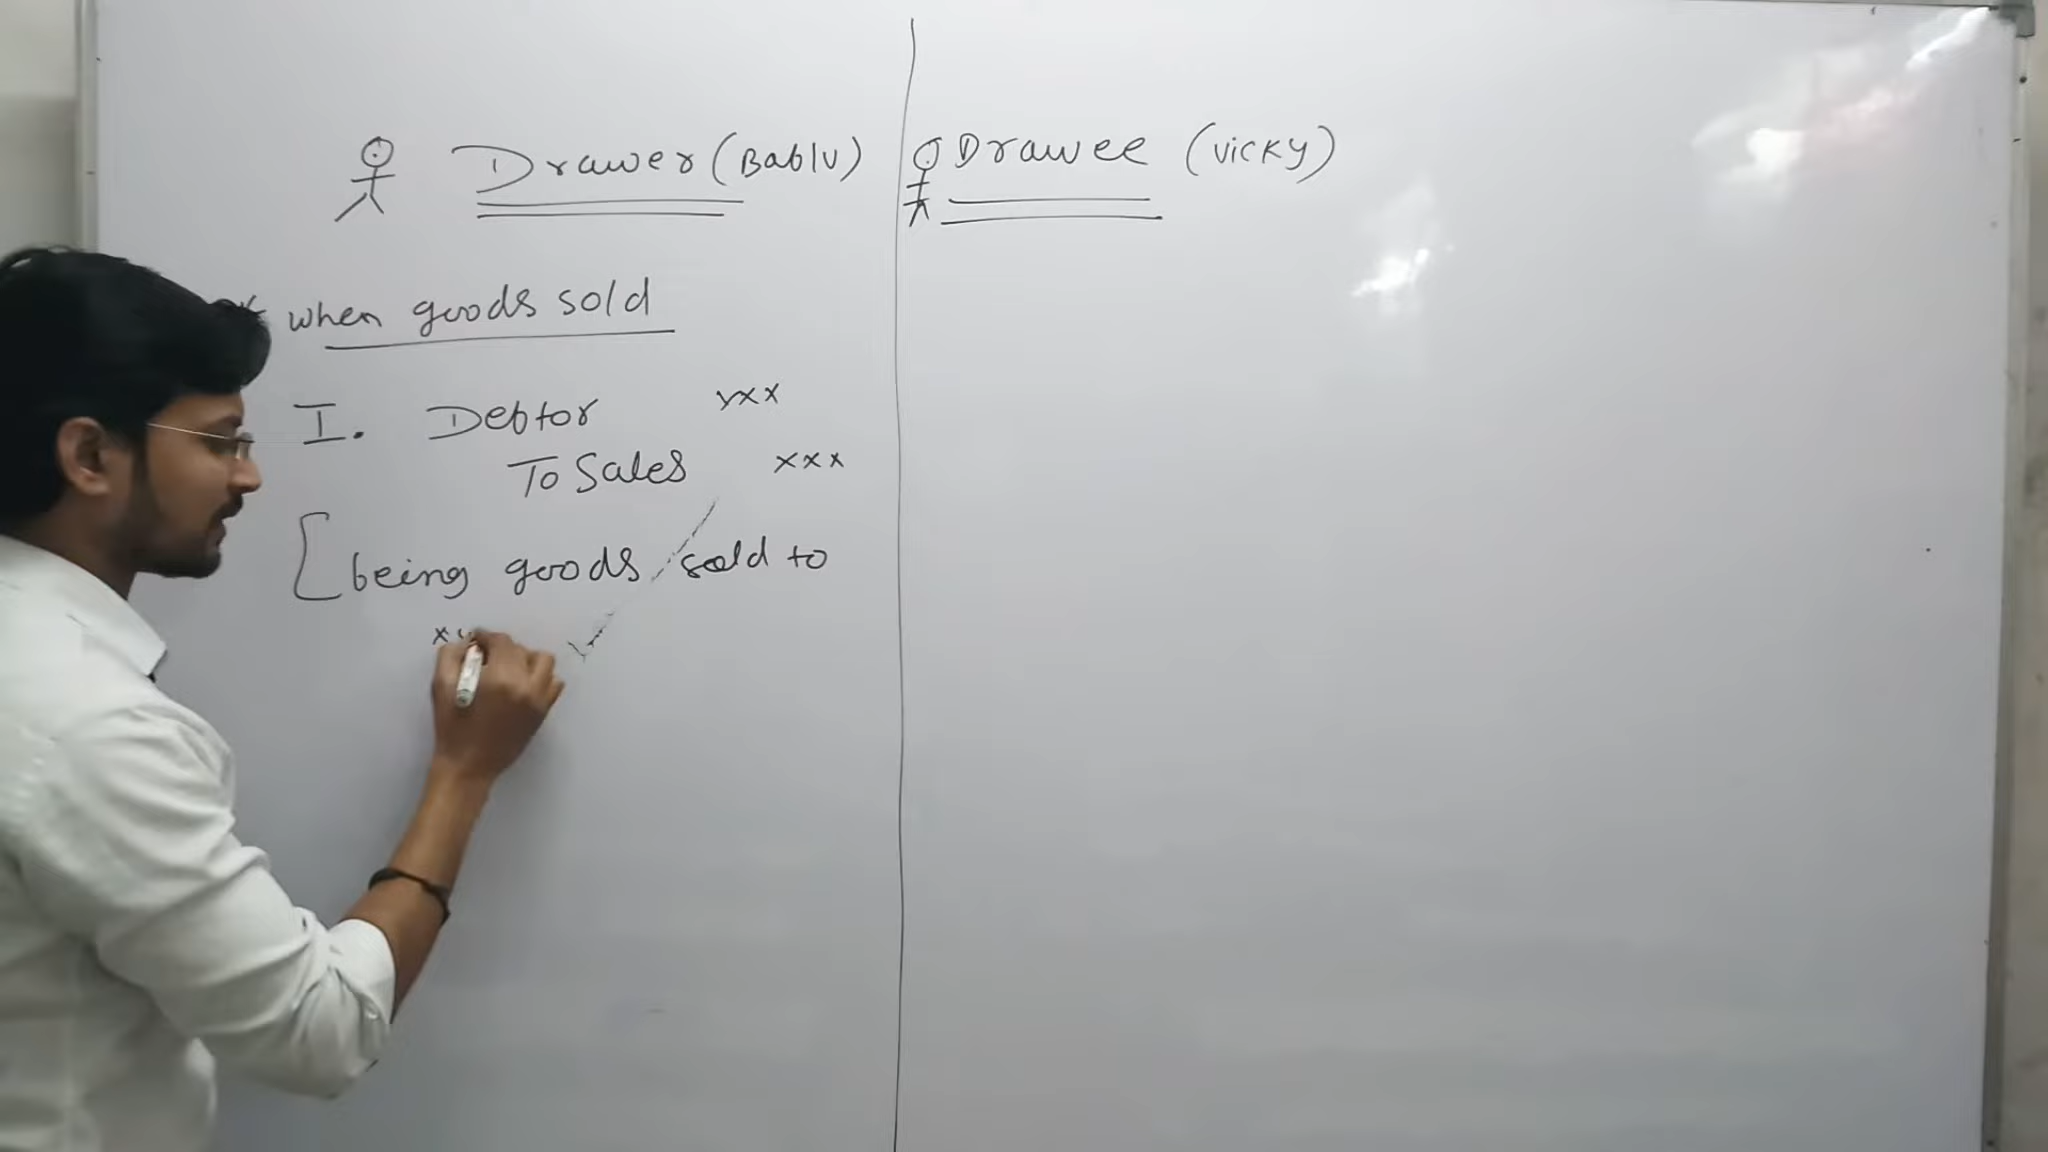 Drawer (Bablu)
Drawee (Vicky)
when goods sold
I. Debtor xxx
To Sales xxx
[being goods sold to